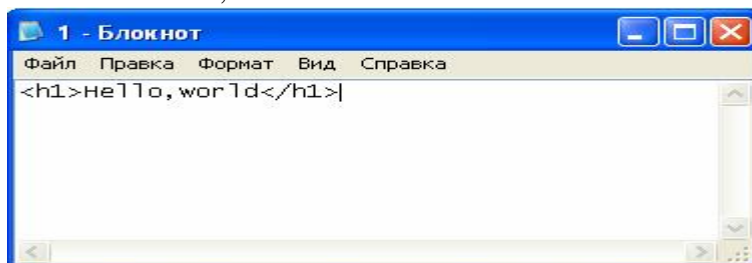 1 - Блокнот
Файл Правка Формат Вид Справка
<h1>Hello,world</h1>